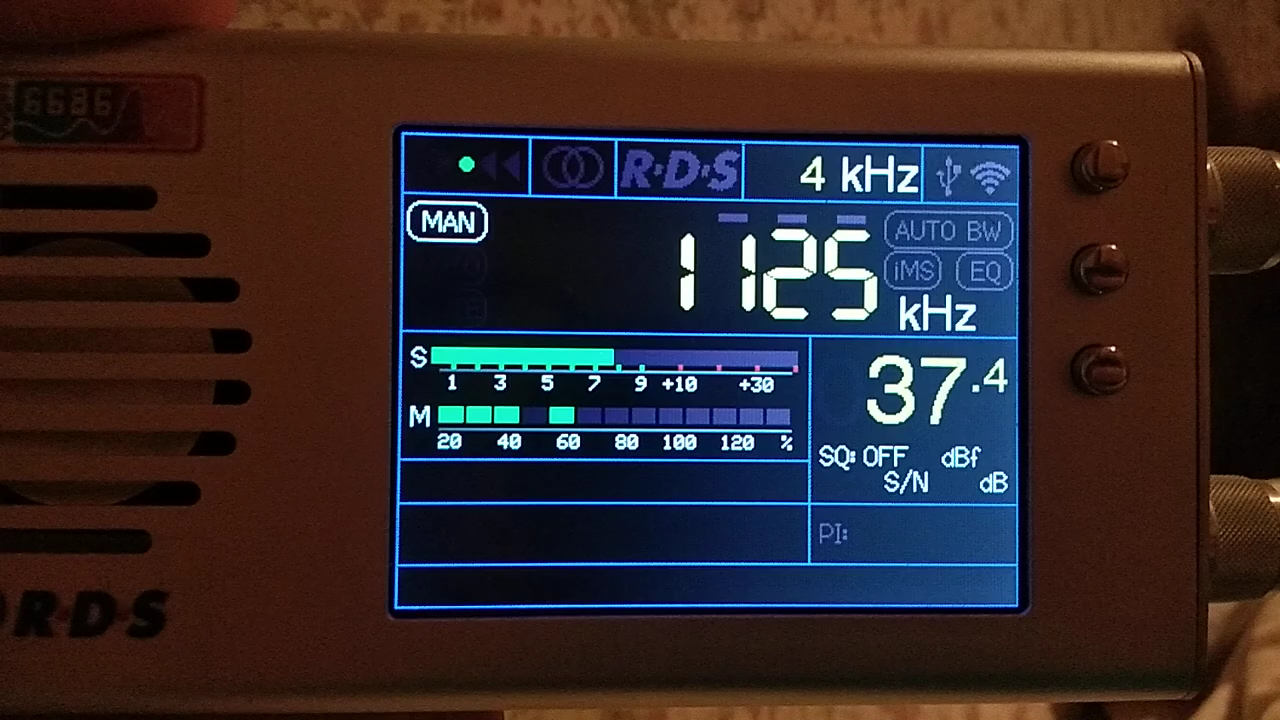 6686
R·D·S 4 kHz
MAN AUTO BW
1125 iMS EQ
kHz
S
1 3 5 7 9 +10 +30
37.4
M
20 40 60 80 100 120 %
SQ: OFF dBf
S/N dB
PI:
RDS